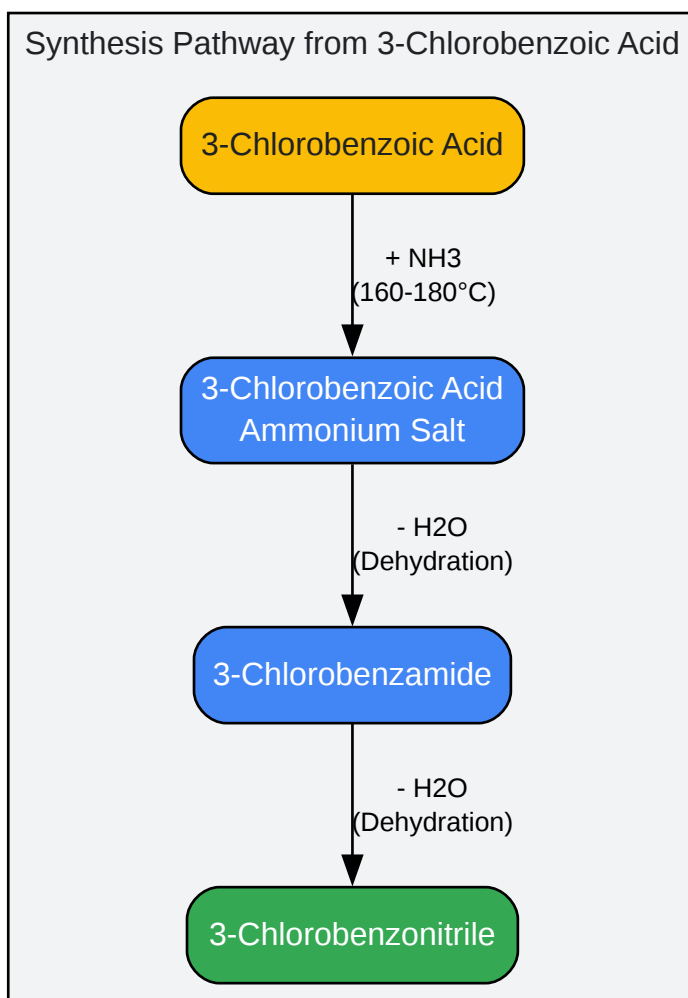 Synthesis Pathway from 3-Chlorobenzoic Acid
3-Chlorobenzoic Acid
+ NH3
(160-180°C)
3-Chlorobenzoic Acid
Ammonium Salt
- H2O
(Dehydration)
3-Chlorobenzamide
- H2O
(Dehydration)
3-Chlorobenzonitrile